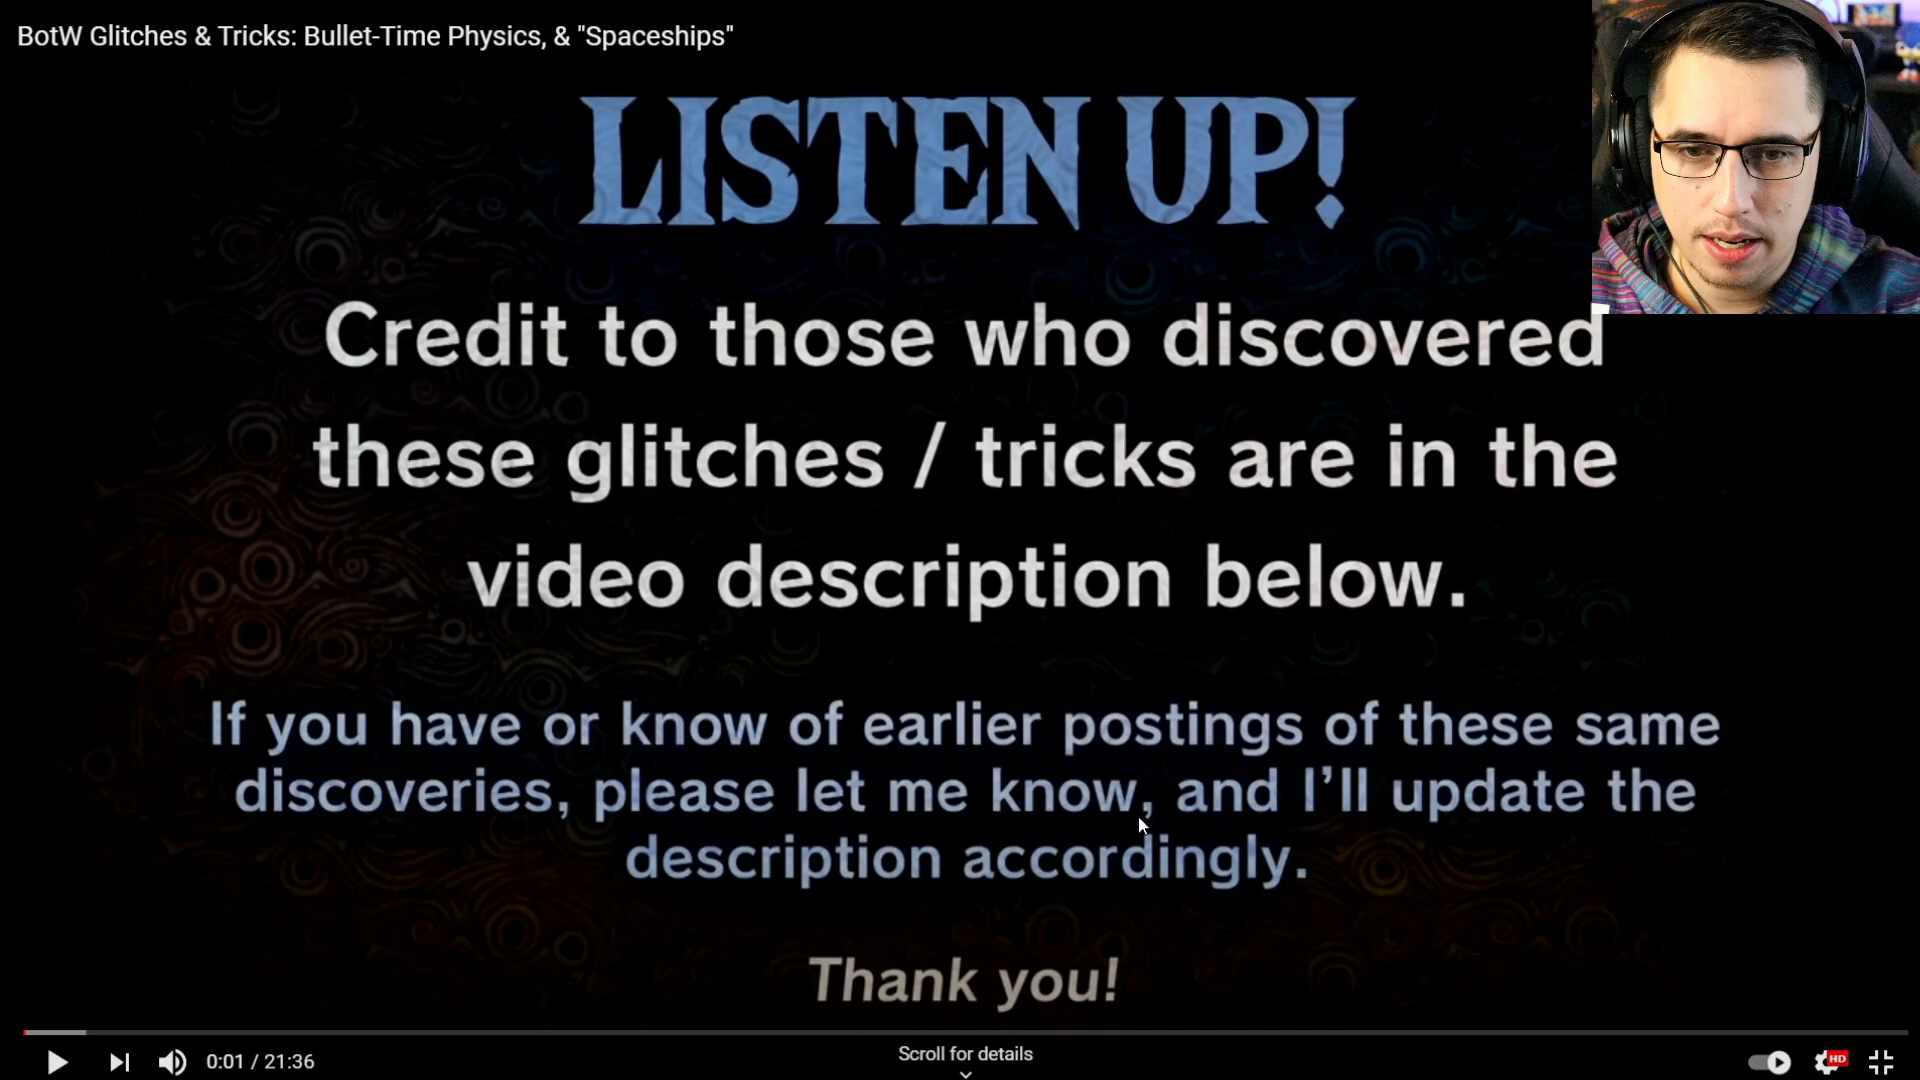 BotW Glitches & Tricks: Bullet-Time Physics, & "Spaceships"
LISTEN UP!
Credit to those who discovered
these glitches / tricks are in the
video description below.
If you have or know of earlier postings of these same
discoveries, please let me know, and I’ll update the
description accordingly.
Thank you!
0:01 / 21:36
Scroll for details
HD